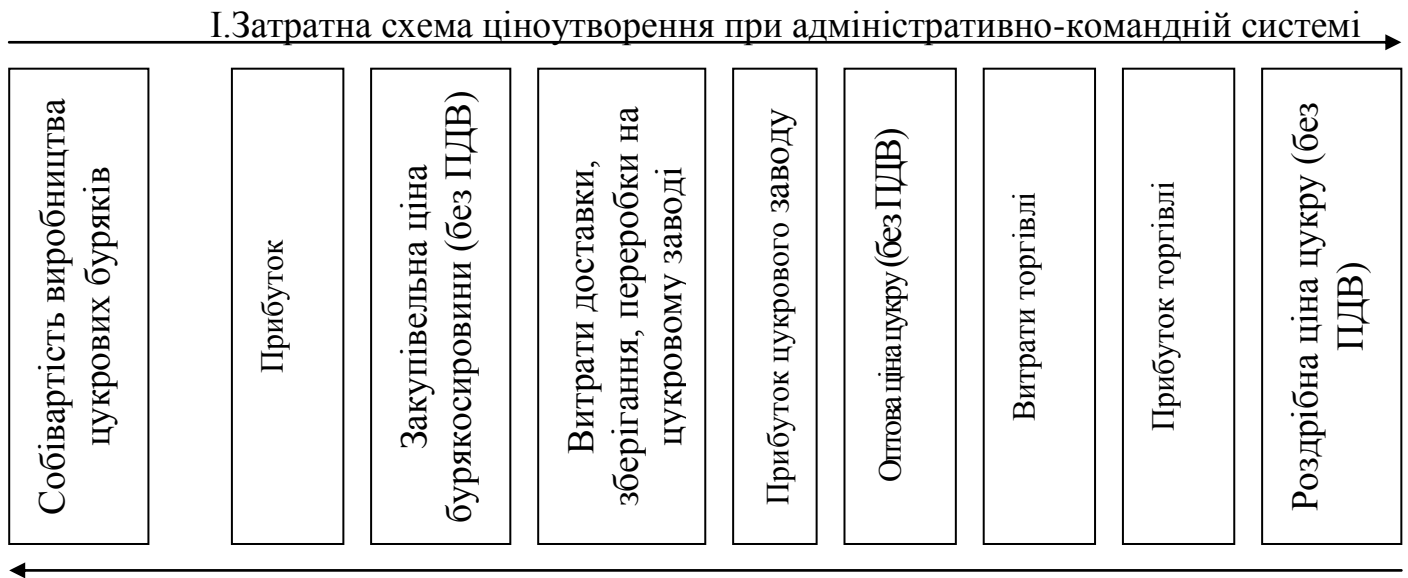 І.Затратна схема ціноутворення при адміністративно-командній системі
Собівартість виробництва
цукрових буряків
Прибуток
Закупівельна ціна
бурякосировини (без ПДВ)
Витрати доставки,
зберігання, переробки на
цукровому заводі
Прибуток цукрового заводу
Оптова ціна цукру (без ПДВ)
Витрати торгівлі
Прибуток торгівлі
Роздрібна ціна цукру (без
ПДВ)